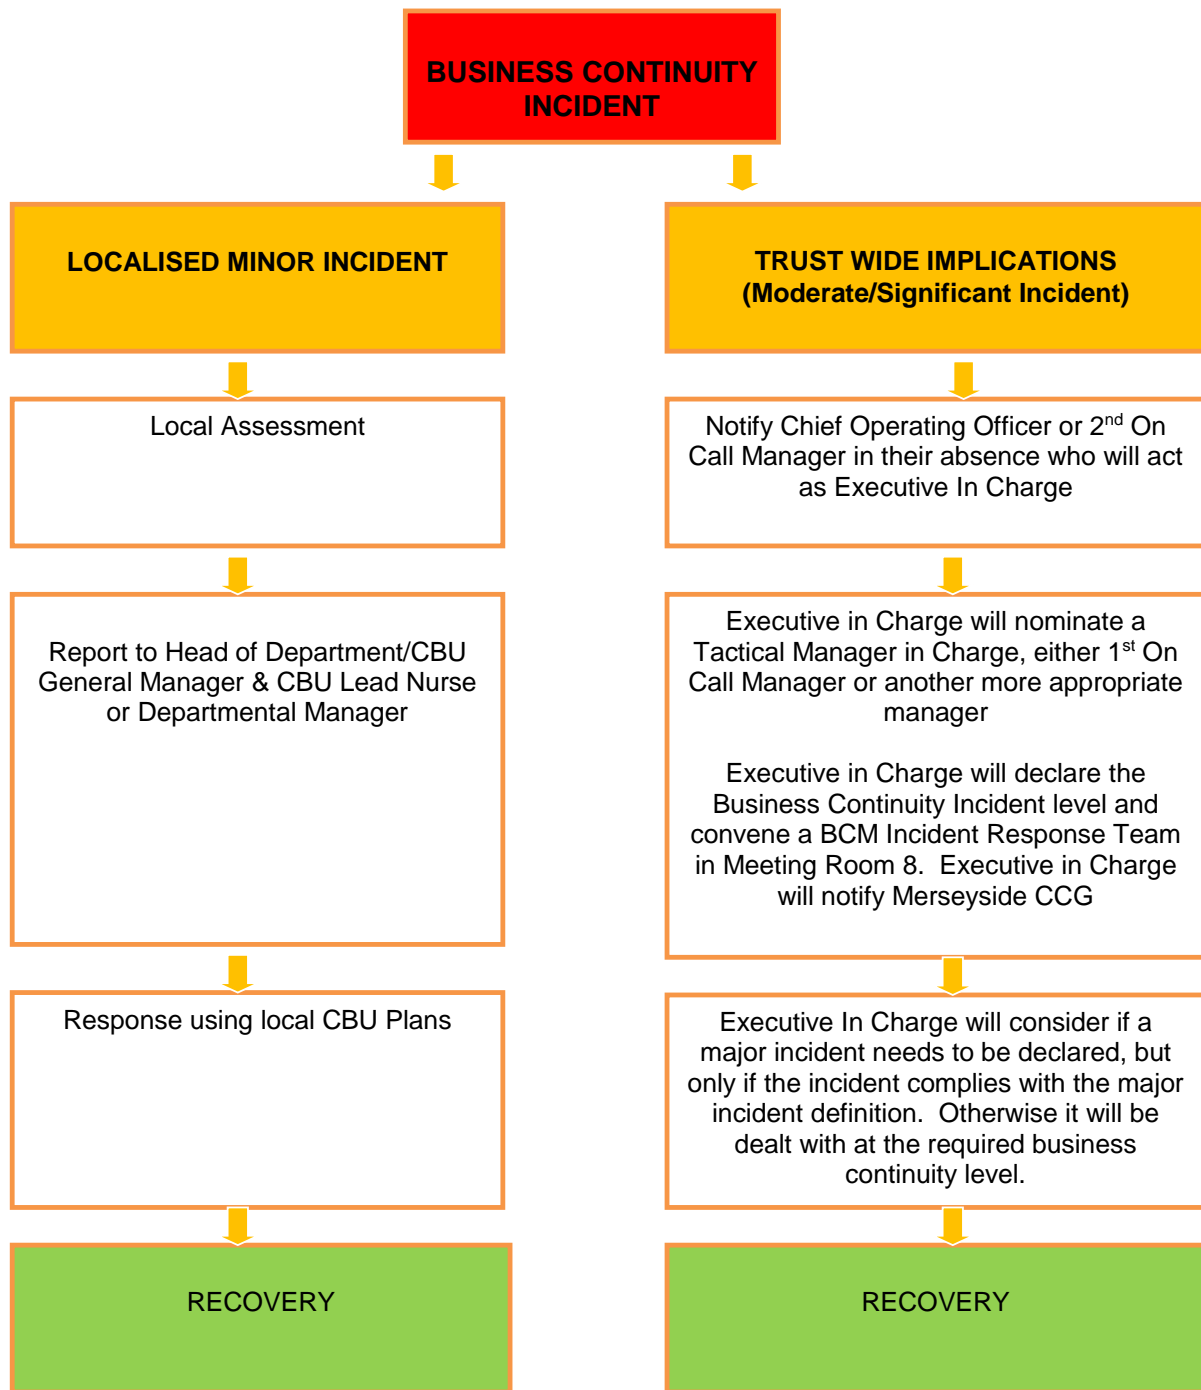 BUSINESS CONTINUITY
INCIDENT
LOCALISED MINOR INCIDENT
TRUST WIDE IMPLICATIONS
(Moderate/Significant Incident)
Local Assessment
Notify Chief Operating Officer or 2nd On
Call Manager in their absence who will act
as Executive In Charge
Report to Head of Department/CBU
General Manager & CBU Lead Nurse
or Departmental Manager
Executive in Charge will nominate a
Tactical Manager in Charge, either 1st On
Call Manager or another more appropriate
manager
Executive in Charge will declare the
Business Continuity Incident level and
convene a BCM Incident Response Team
in Meeting Room 8.  Executive in Charge
will notify Merseyside CCG
Response using local CBU Plans
Executive In Charge will consider if a
major incident needs to be declared, but
only if the incident complies with the major
incident definition.  Otherwise it will be
dealt with at the required business
continuity level.
RECOVERY
RECOVERY